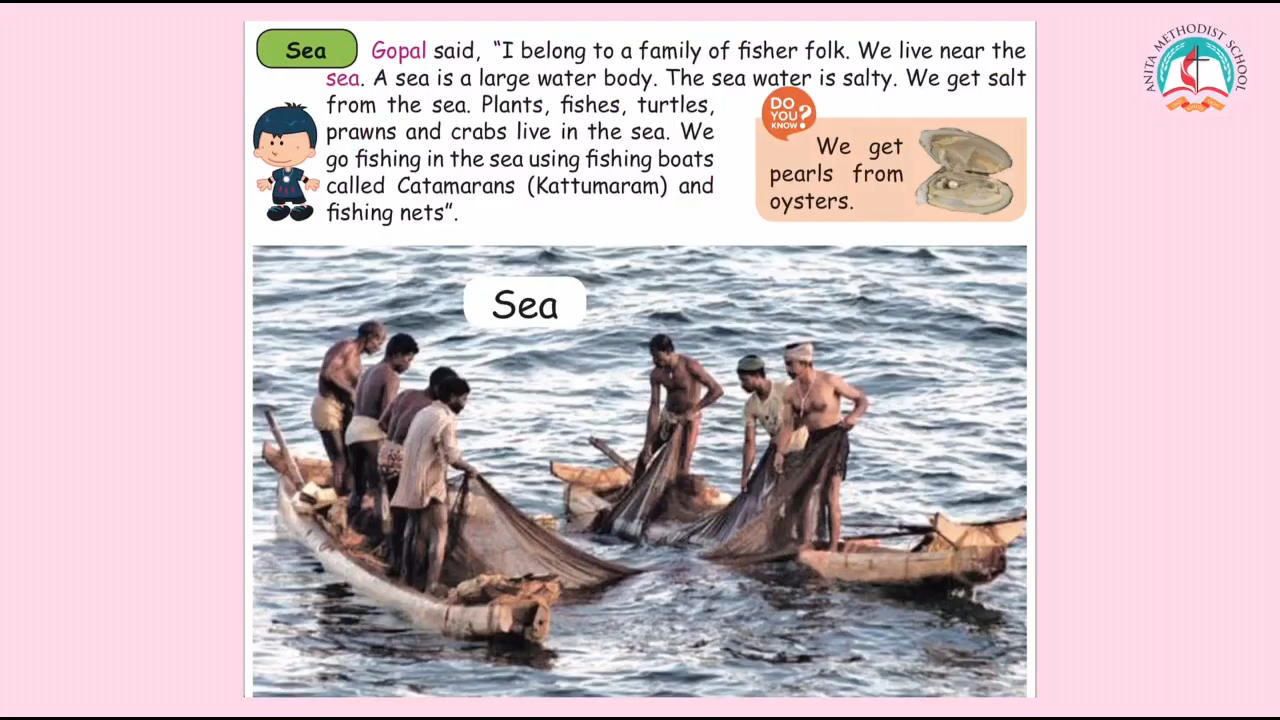 Sea
Gopal said, “I belong to a family of fisher folk. We live near the
sea. A sea is a large water body. The sea water is salty. We get salt
from the sea. Plants, fishes, turtles,
prawns and crabs live in the sea. We
go fishing in the sea using fishing boats
called Catamarans (Kattumaram) and
fishing nets”.
DO
YOU
KNOW?
We get
pearls from
oysters.
Sea
ANITA METHODIST SCHOOL